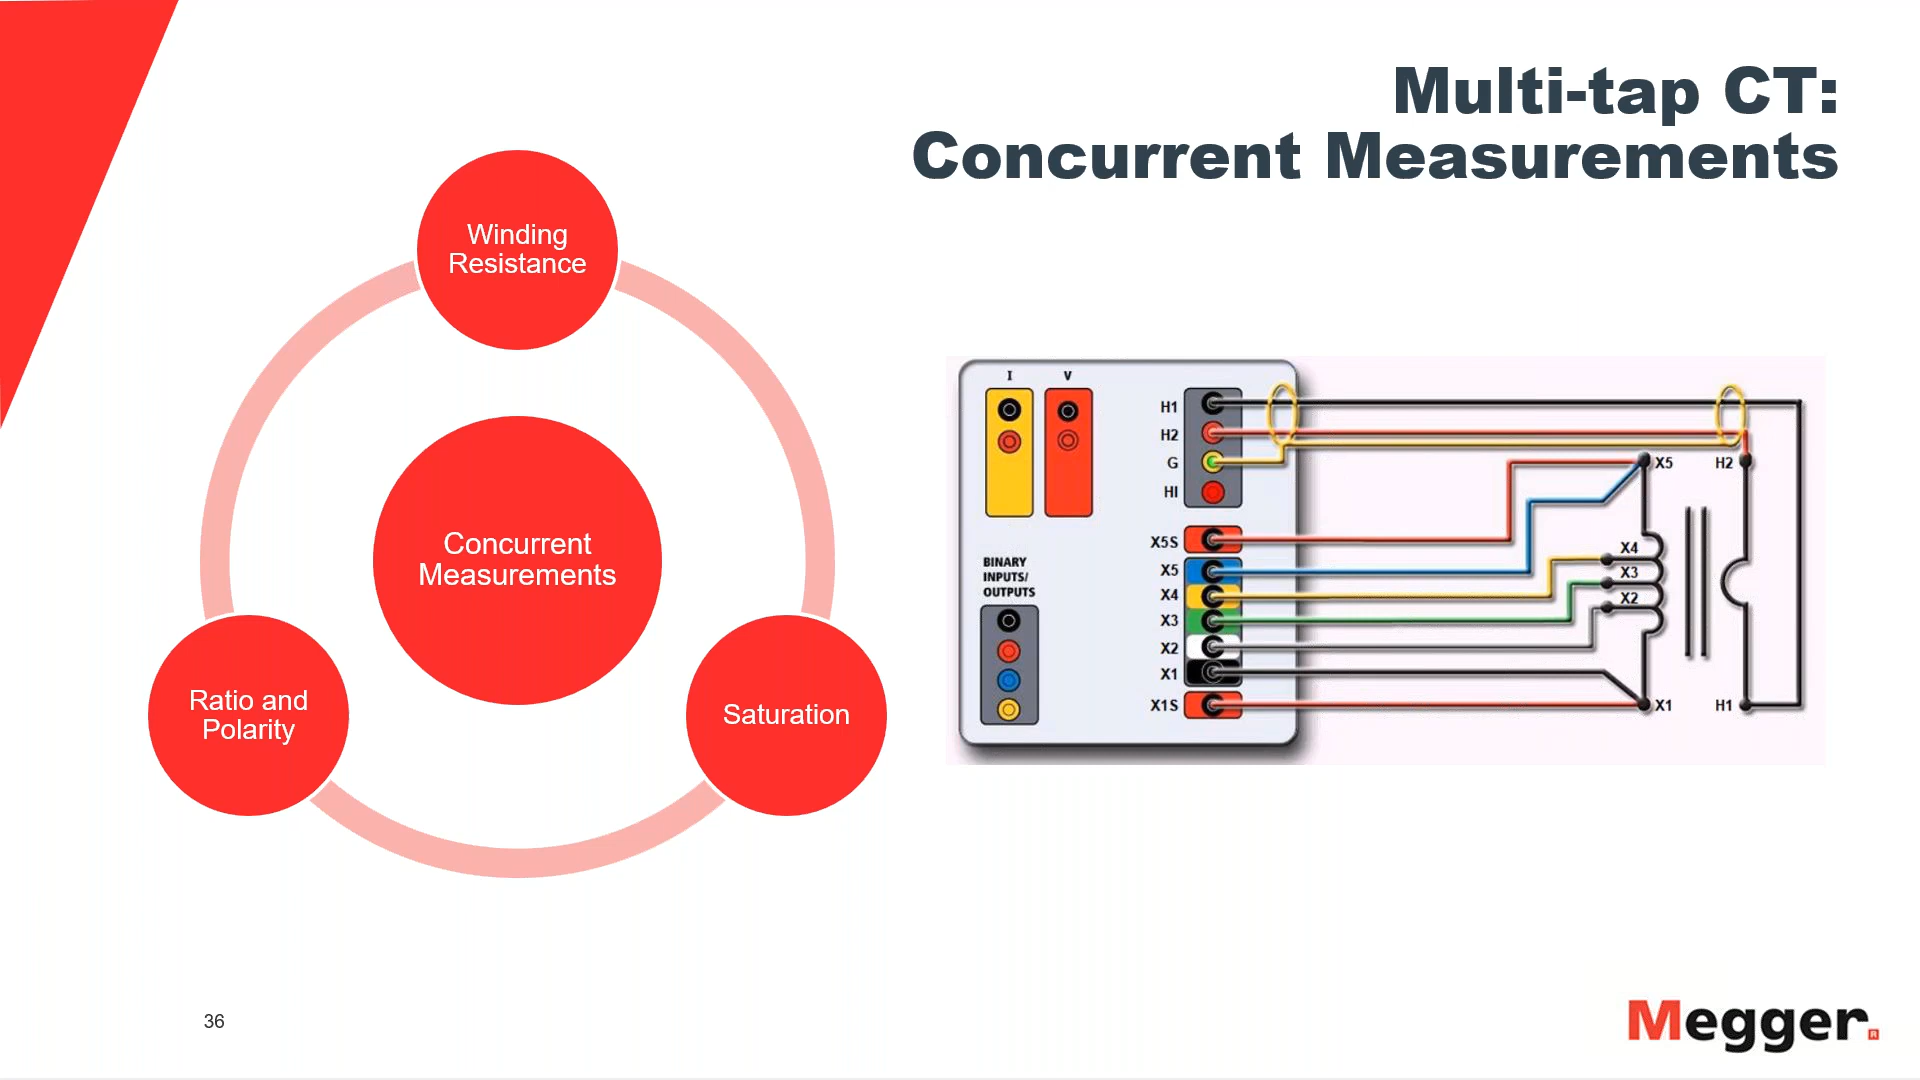 Multi-tap CT:
Concurrent Measurements
Winding
Resistance
Concurrent
Measurements
Ratio and
Polarity
Saturation
I
V
H1
H2
G
HI
X5S
X5
X4
X3
X2
X1
X1S
BINARY
INPUTS/
OUTPUTS
X5
H2
X4
X3
X2
X1
H1
36
Megger.